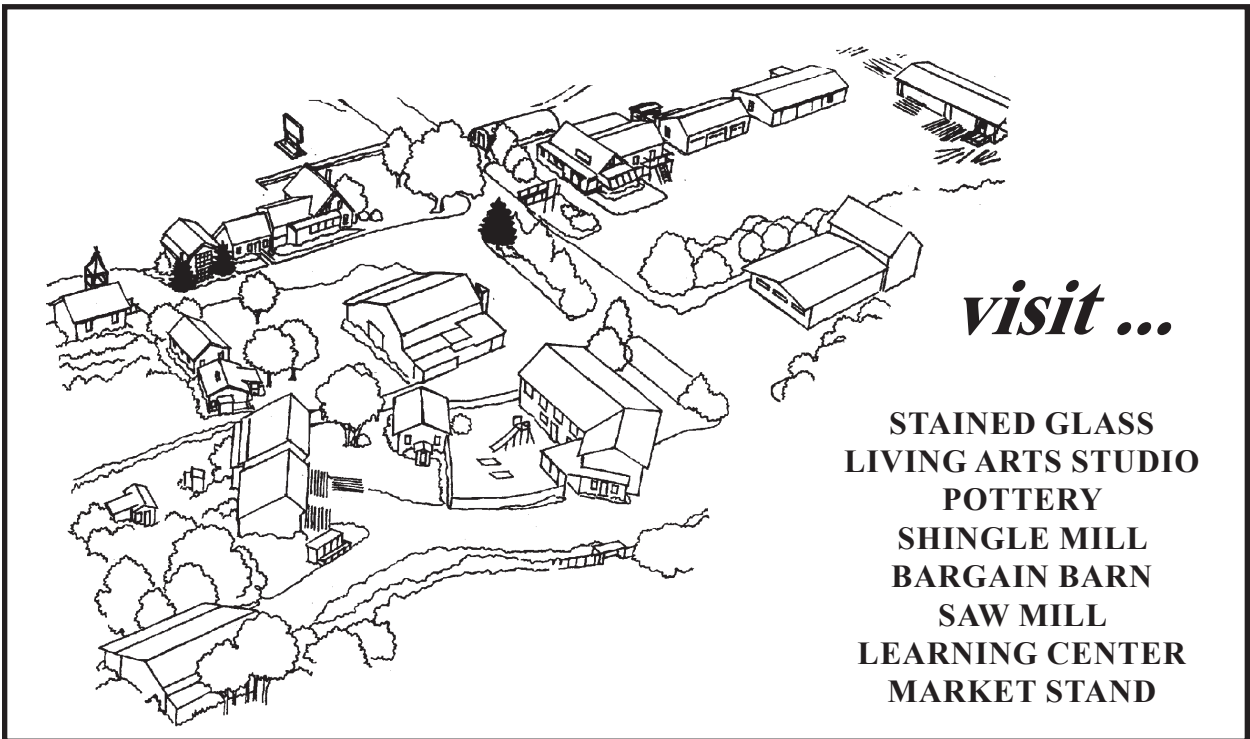 visit ...
STAINED GLASS
LIVING ARTS STUDIO
POTTERY
SHINGLE MILL
BARGAIN BARN
SAW MILL
LEARNING CENTER
MARKET STAND